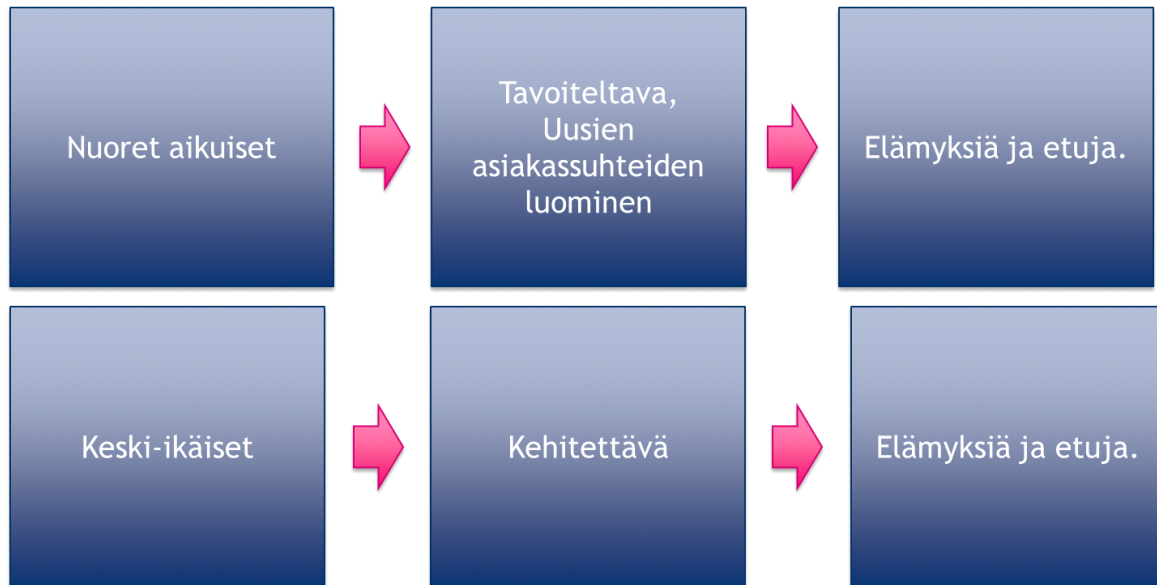 Nuoret aikuiset
Tavoiteltava,
Uusien
asiakassuhteiden
luominen
Elämyksiä ja etuja.
Keski-ikäiset
Kehitettävä
Elämyksiä ja etuja.